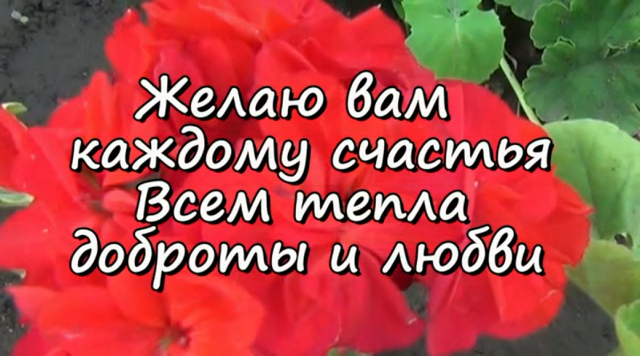 Желаю вам
каждому счастья
Всем тепла
доброты и любви